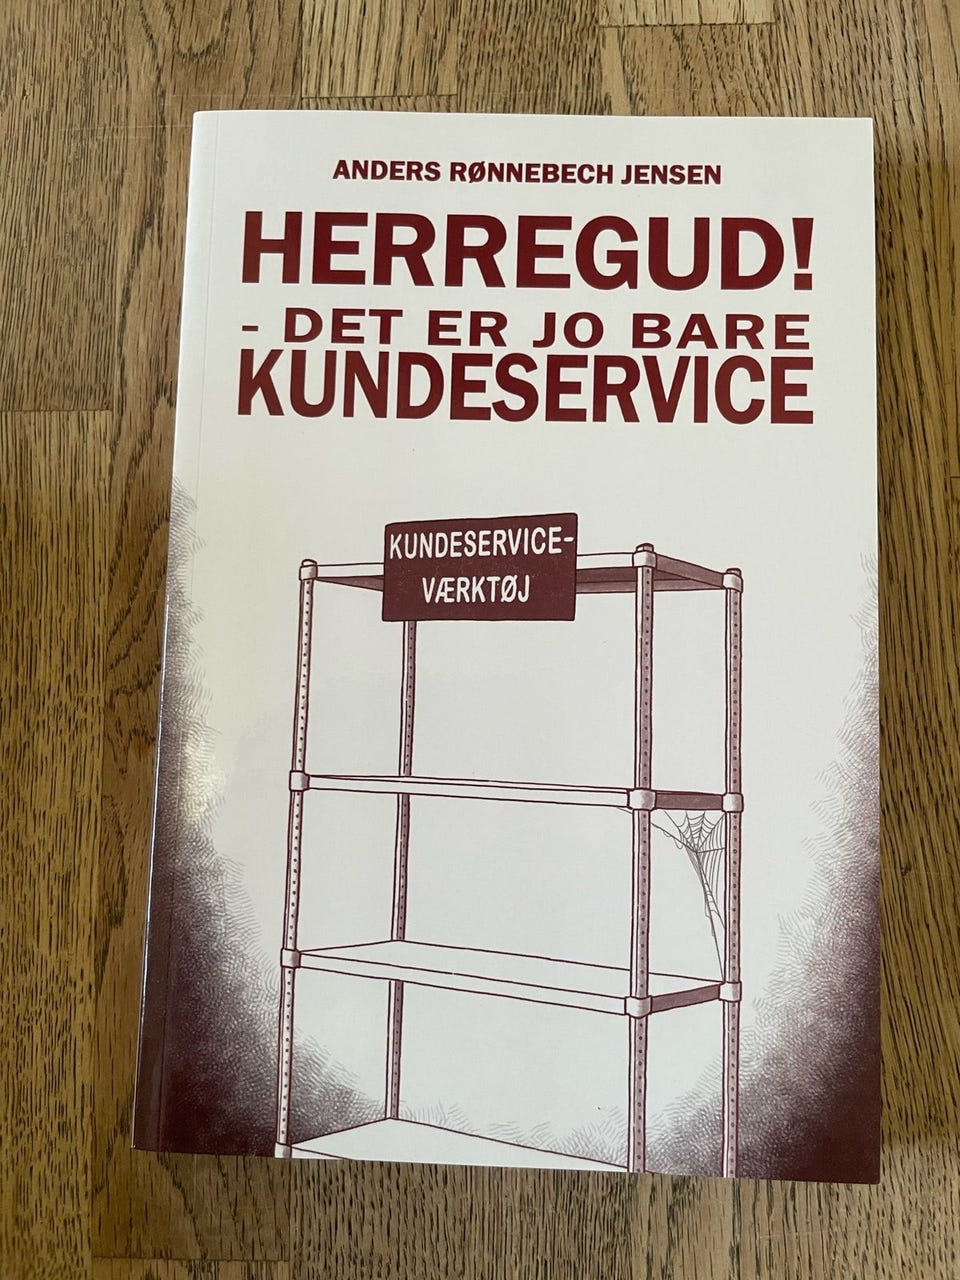 ANDERS RØNNEBECH JENSEN
HERREGUD!
- DET ER JO BARE
KUNDESERVICE
KUNDESERVICE-
VÆRKTØJ